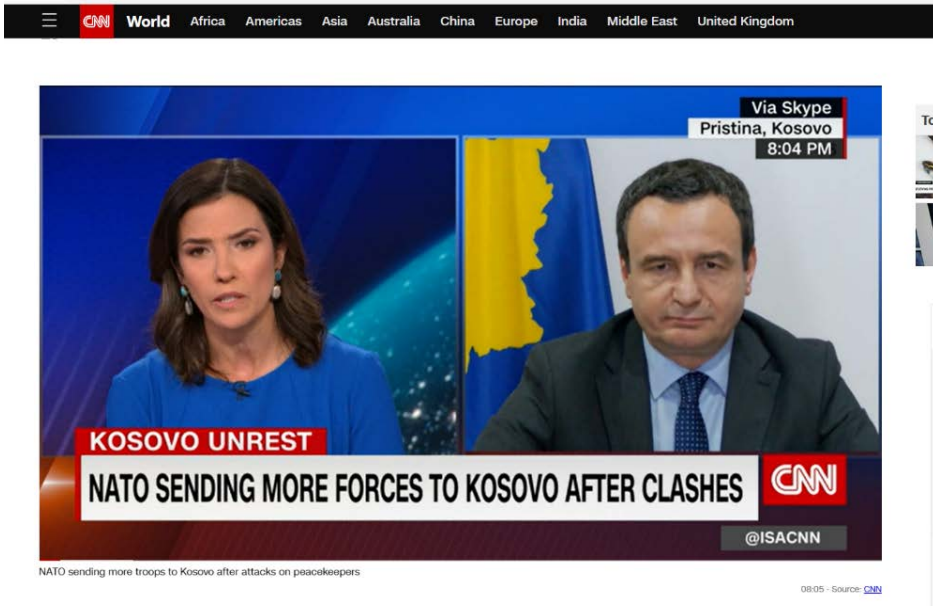 CNN World Africa Americas Asia Australia China Europe India Middle East United Kingdom
Via Skype
Pristina, Kosovo
8:04 PM
KOSOVO UNREST
NATO SENDING MORE FORCES TO KOSOVO AFTER CLASHES
CNN
@ISACNN
NATO sending more troops to Kosovo after attacks on peacekeepers
08:05 - Source: CNN